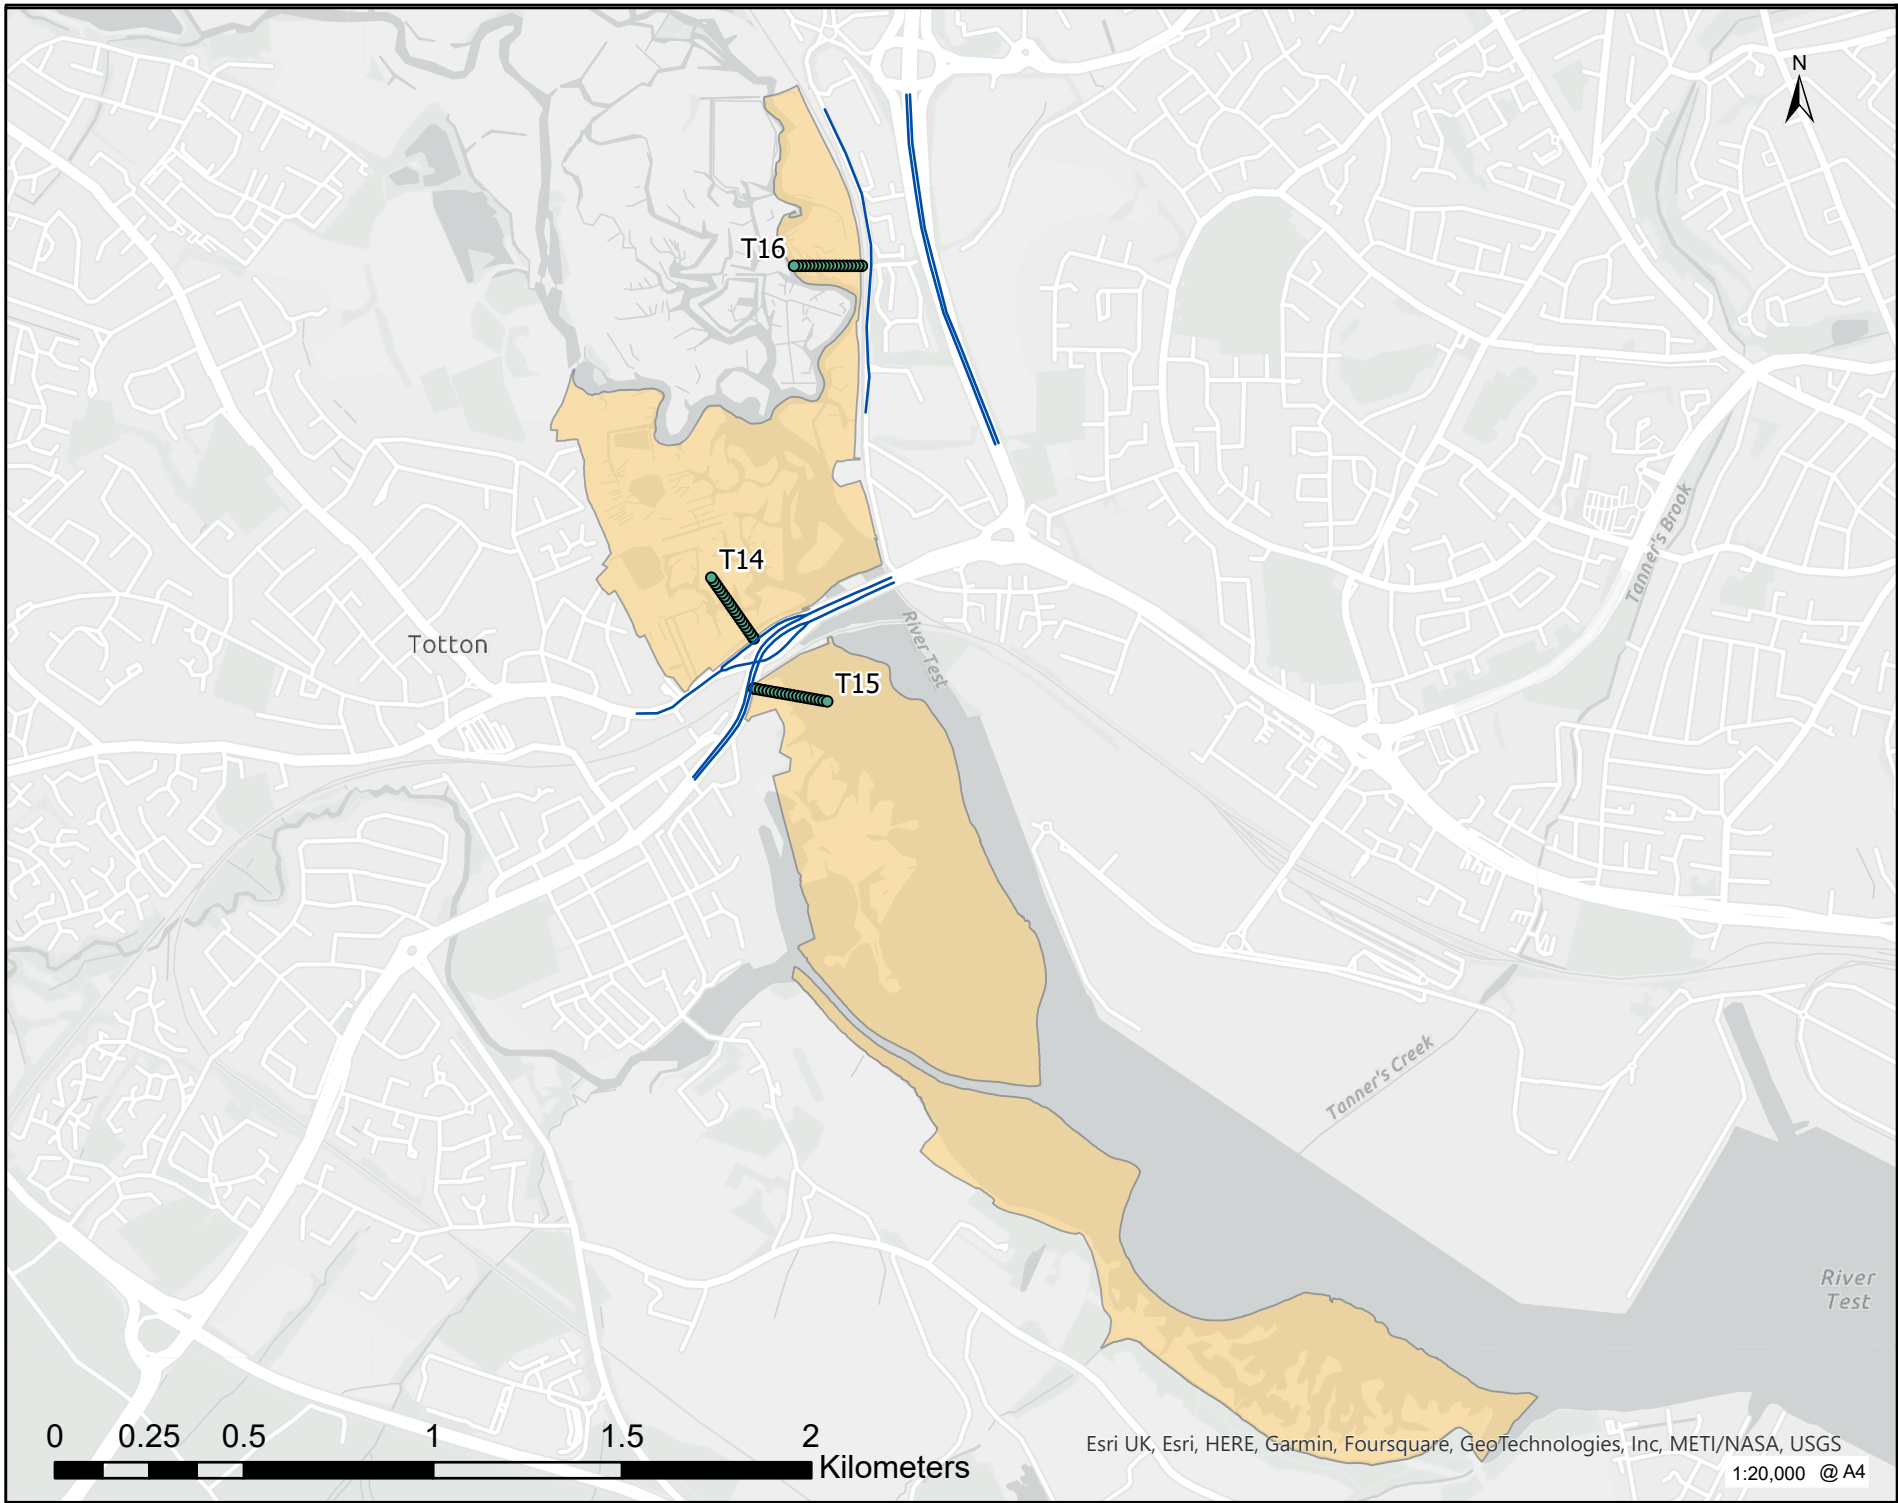 N
T16
Tanner's Brook
T14
River Test
Totton
T15
Tanner's Creek
River
Test
0 0.25 0.5 1 1.5 2
Kilometers
Esri UK, Esri, HERE, Garmin, Foursquare, GeoTechnologies, Inc, METI/NASA, USGS
1:20,000 @ A4